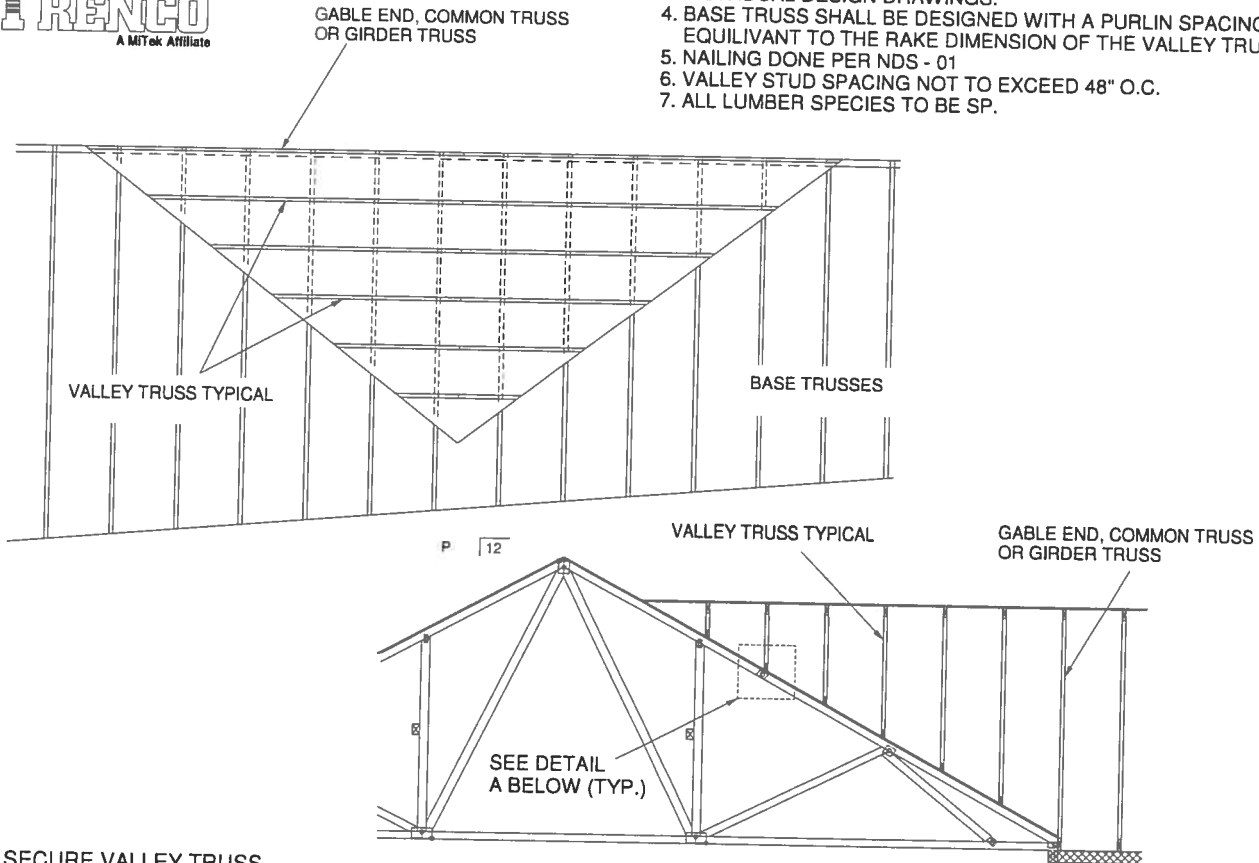 TRENCO
A MiTek Affiliate
GABLE END, COMMON TRUSS
OR GIRDER TRUSS
DESIGN DRAWINGS.
4. BASE TRUSS SHALL BE DESIGNED WITH A PURLIN SPACING
EQUILIVANT TO THE RAKE DIMENSION OF THE VALLEY
5. NAILING DONE PER NDS - 01
6. VALLEY STUD SPACING NOT TO EXCEED 48" O.C.
7. ALL LUMBER SPECIES TO BE SP.
VALLEY TRUSS TYPICAL
BASE TRUSSES
P 12
VALLEY TRUSS TYPICAL
GABLE END, COMMON TRUSS
OR GIRDER TRUSS
SEE DETAIL
A BELOW (TYP.)
SECURE VALLEY TRUSS